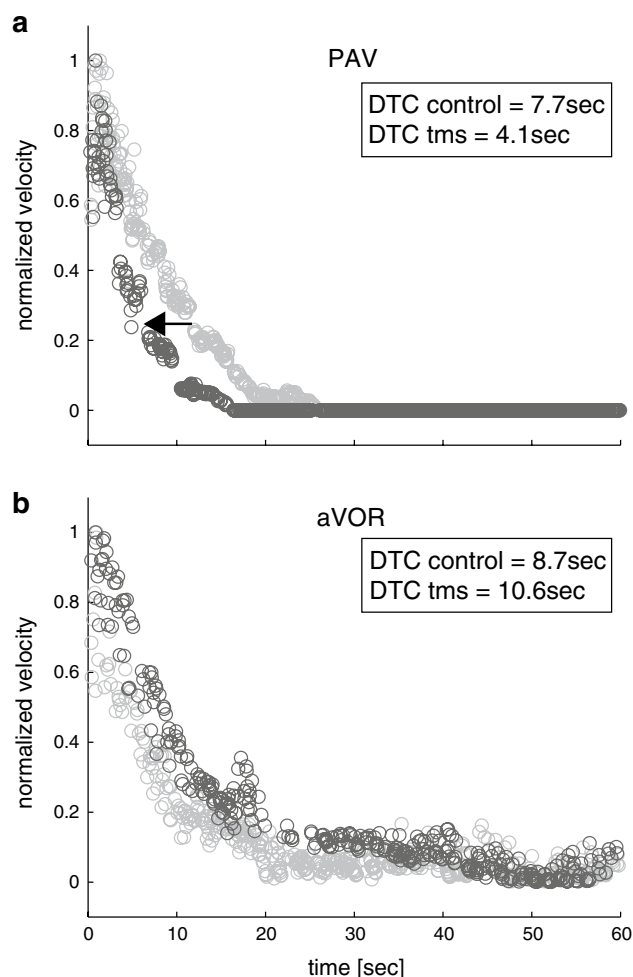 a
PAV
DTC control = 7.7sec
DTC tms = 4.1sec
normalized velocity
1
0.8
0.6
0.4
0.2
0
b
aVOR
DTC control = 8.7sec
DTC tms = 10.6sec
normalized velocity
1
0.8
0.6
0.4
0.2
0
0 10 20 30 40 50 60
time [sec]